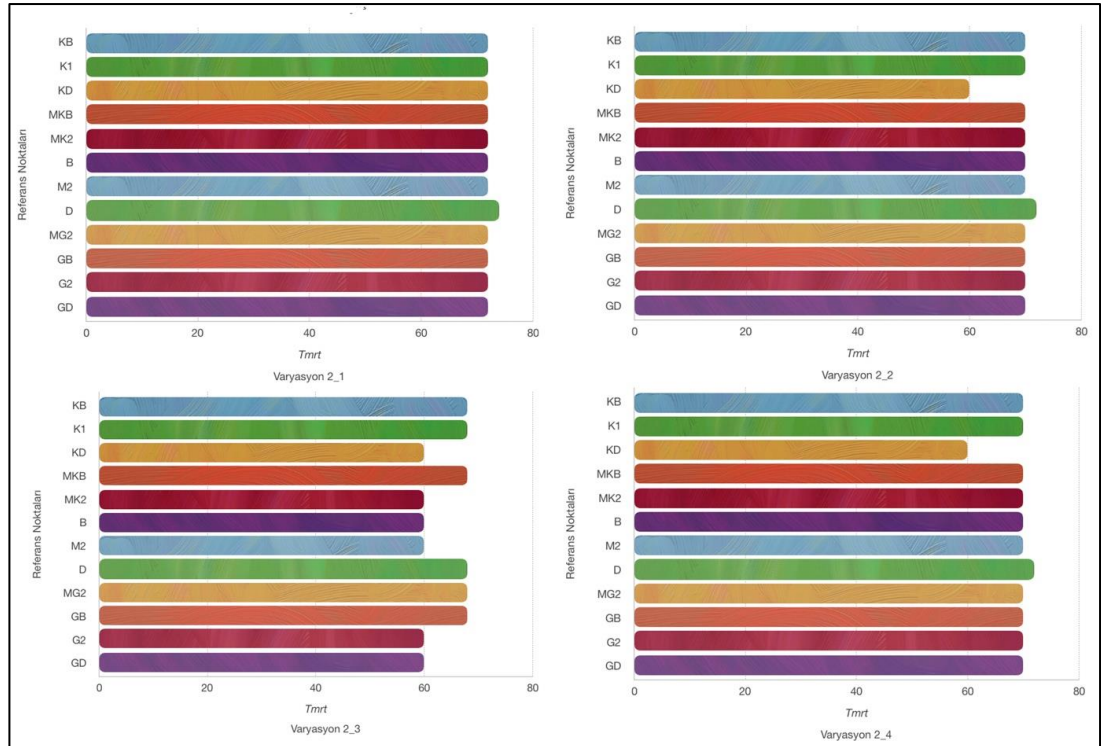 KB
K1
KD
MKB
MK2
B
M2
D
MG2
GB
G2
GD
Referans Noktaları
0 20 40 60 80
Tmrt
Varyasyon 2_1
KB
K1
KD
MKB
MK2
B
M2
D
MG2
GB
G2
GD
Referans Noktaları
0 20 40 60 80
Tmrt
Varyasyon 2_2
KB
K1
KD
MKB
MK2
B
M2
D
MG2
GB
G2
GD
Referans Noktaları
0 20 40 60 80
Tmrt
Varyasyon 2_3
KB
K1
KD
MKB
MK2
B
M2
D
MG2
GB
G2
GD
Referans Noktaları
0 20 40 60 80
Tmrt
Varyasyon 2_4